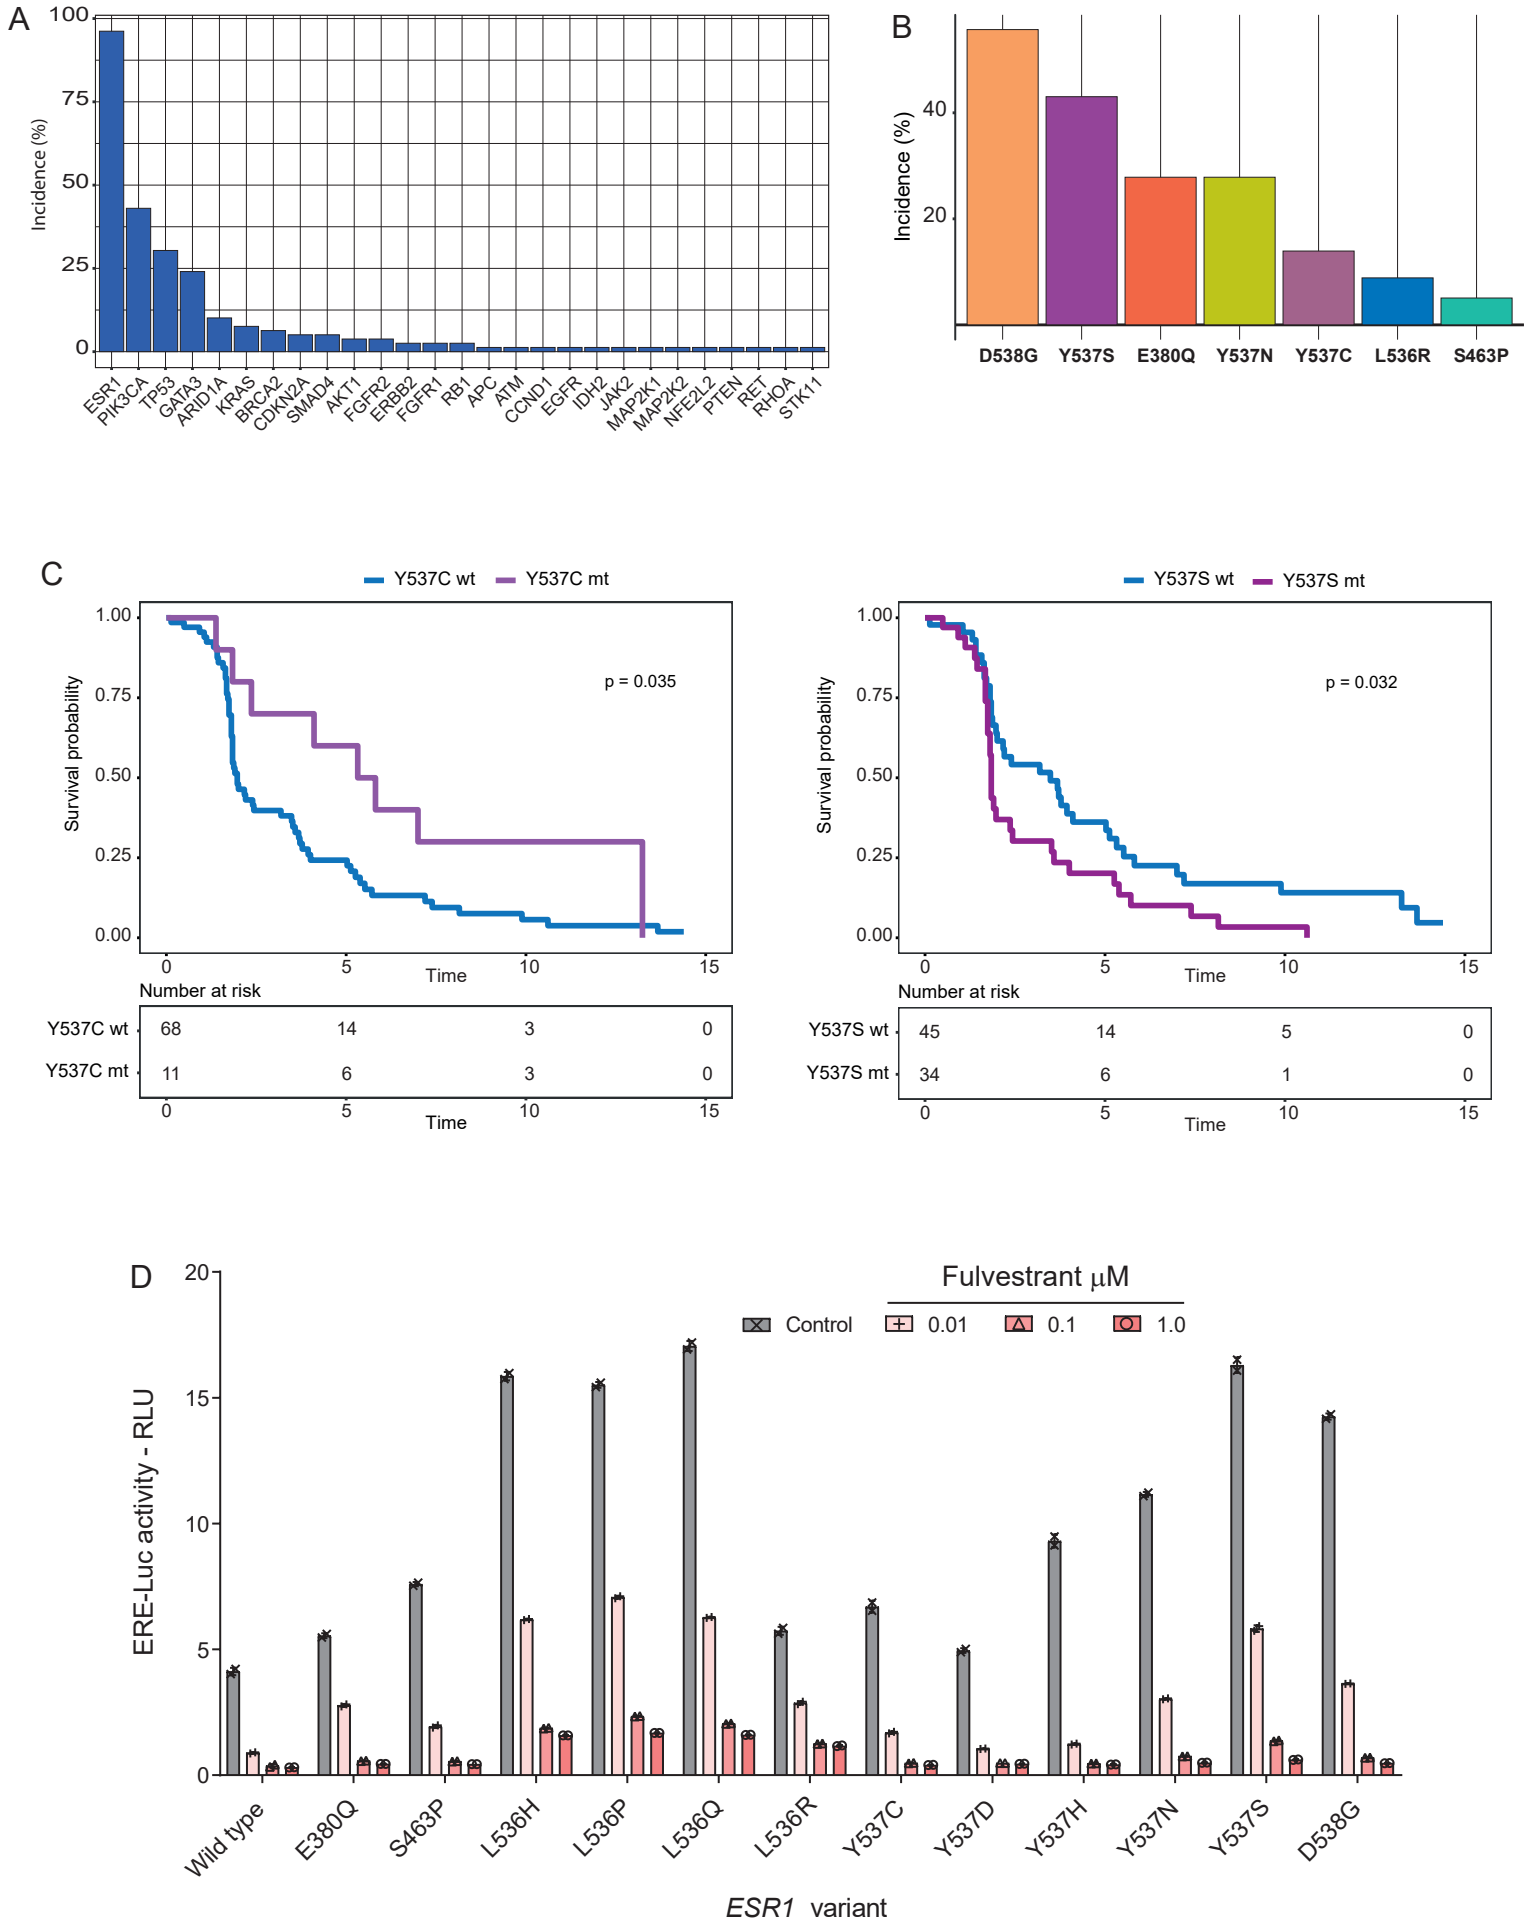 A
100
75
50
25
0
Incidence (%)
ESR1
PIK3CA
TP53
GATA3
ARID1A
KRAS
BRCA2
CDKN2A
SMAD4
AKT1
FGFR2
ERBB2
FGFR1
RB1
APC
ATM
CCND1
EGFR
IDH2
JAK2
MAP2K1
MAP2K2
NFE2L2
PTEN
RET
RHOA
STK11
B
40
20
Incidence (%)
D538G Y537S E380Q Y537N Y537C L536R S463P
C
Y537C wt Y537C mt
1.00
0.75
0.50
0.25
0.00
Survival probability
p = 0.035
0 5 10 15
Time
Number at risk
Y537C wt 68 14 3 0
Y537C mt 11 6 3 0
0 5 10 15
Time
Y537S wt Y537S mt
1.00
0.75
0.50
0.25
0.00
Survival probability
p = 0.032
0 5 10 15
Time
Number at risk
Y537S wt 45 14 5 0
Y537S mt 34 6 1 0
0 5 10 15
Time
D
Fulvestrant μM
Control 0.01 0.1 1.0
20
15
10
5
0
ERE-Luc activity - RLU
Wild type
E380Q
S463P
L536H
L536P
L536Q
L536R
Y537C
Y537D
Y537H
Y537N
Y537S
D538G
ESR1 variant